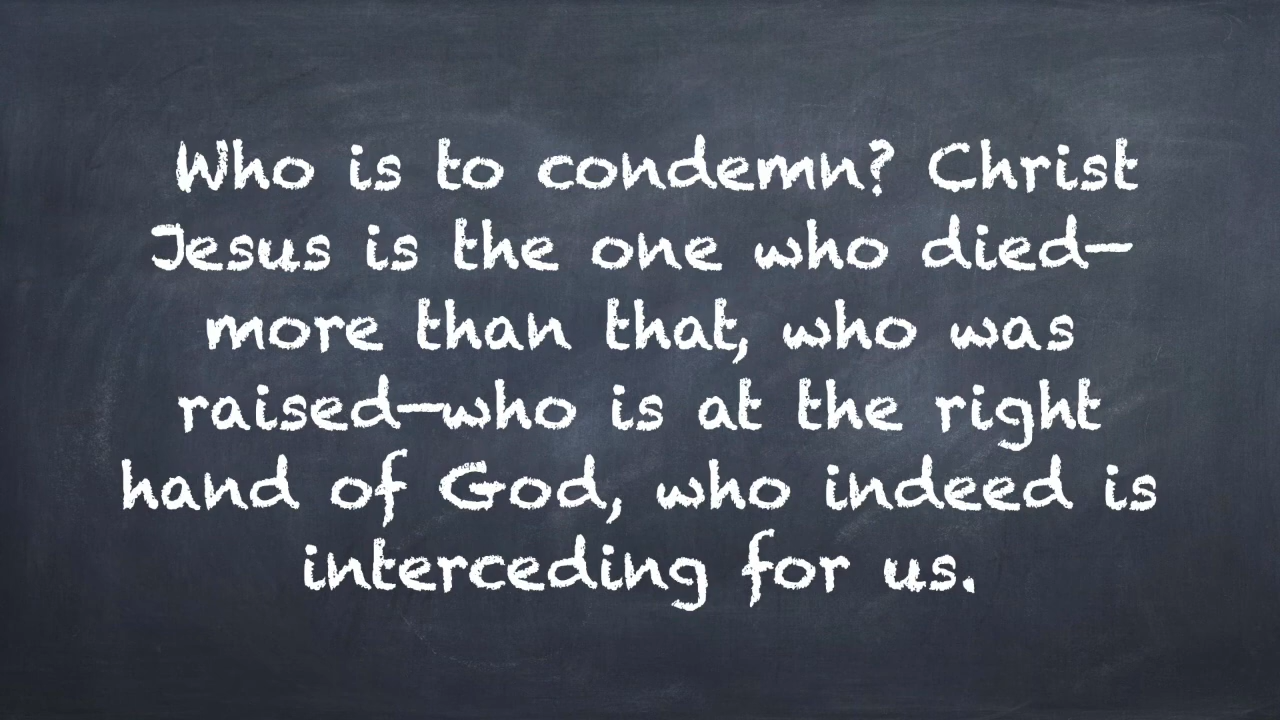 Who is to condemn? Christ
Jesus is the one who died—
more than that, who was
raised—who is at the right
hand of God, who indeed is
interceding for us.